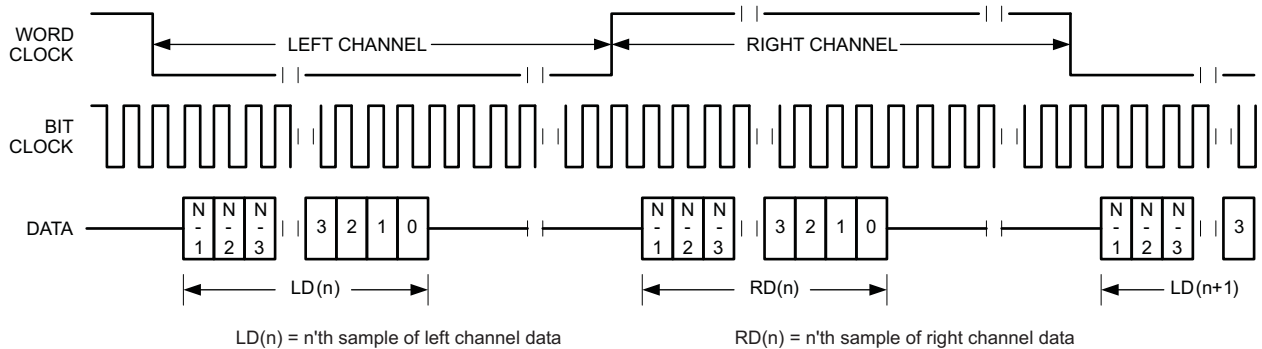 WORD
CLOCK
LEFT CHANNEL
RIGHT CHANNEL
BIT
CLOCK
DATA
N
-
1
N
-
2
N
-
3
3
2
1
0
N
-
1
N
-
2
N
-
3
3
2
1
0
N
-
1
N
-
2
N
-
3
3
LD(n)
RD(n)
LD(n+1)
LD(n) = n'th sample of left channel data
RD(n) = n'th sample of right channel data